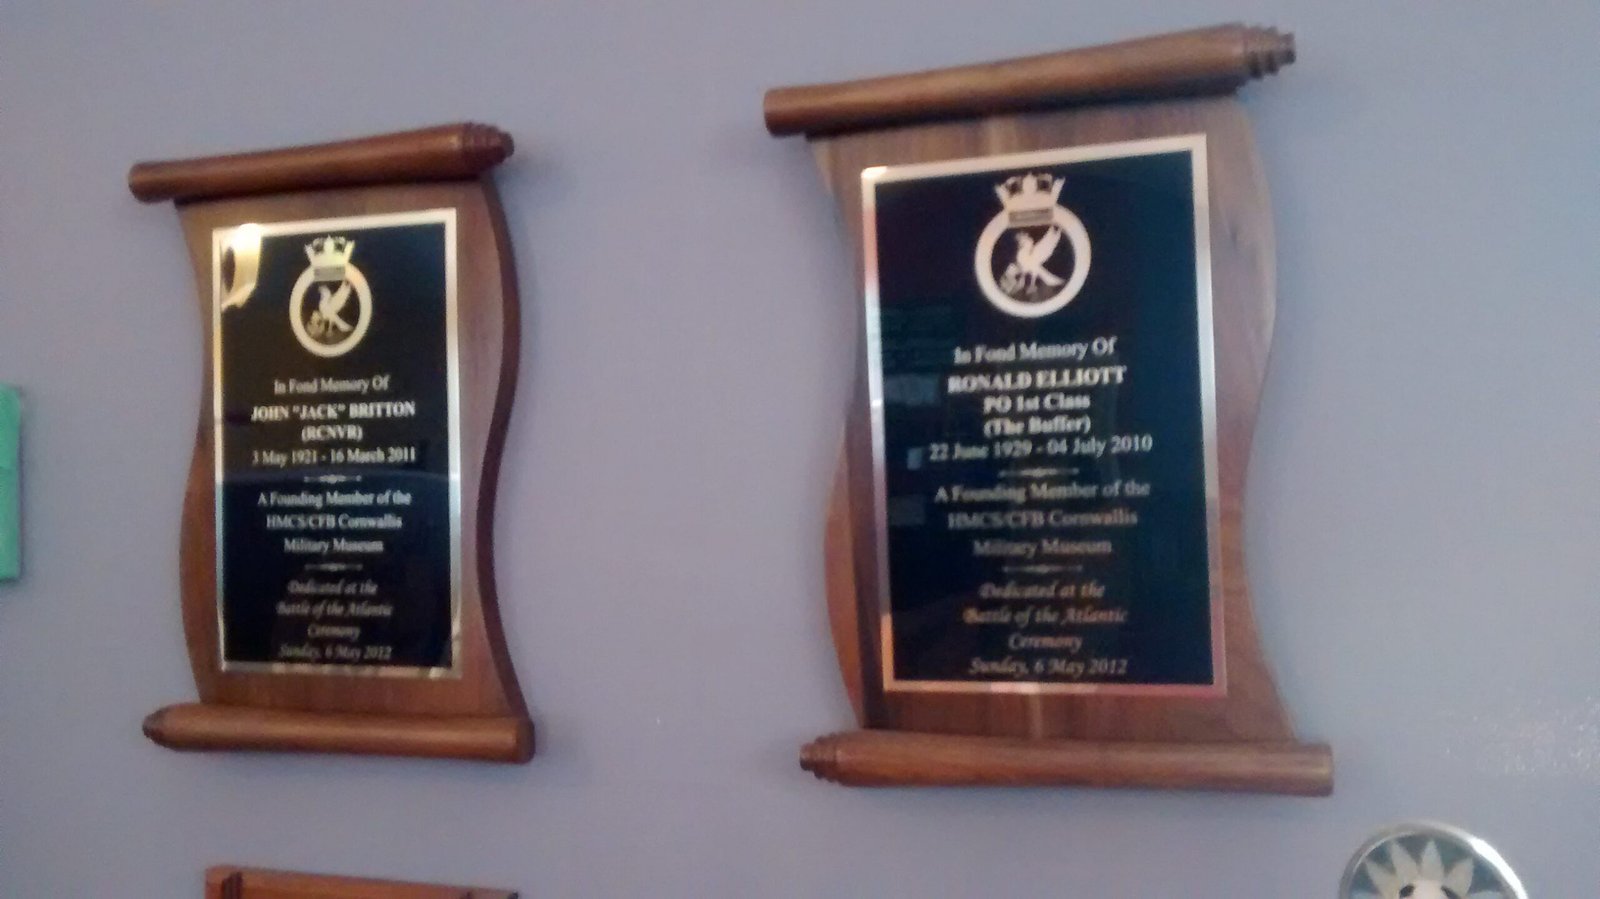 In Fond Memory Of
JOHN "JACK" BRITTON
(RCNVR)
3 May 1921 - 16 March 2011
A Founding Member of the
HMCS/CFB Cornwallis
Military Museum
Dedicated at the
Battle of the Atlantic
Ceremony
Sunday, 6 May 2012
In Fond Memory Of
RONALD ELLIOTT
PO 1st Class
(The Buffer)
22 June 1929 - 04 July 2010
A Founding Member of the
HMCS/CFB Cornwallis
Military Museum
Dedicated at the
Battle of the Atlantic
Ceremony
Sunday, 6 May 2012